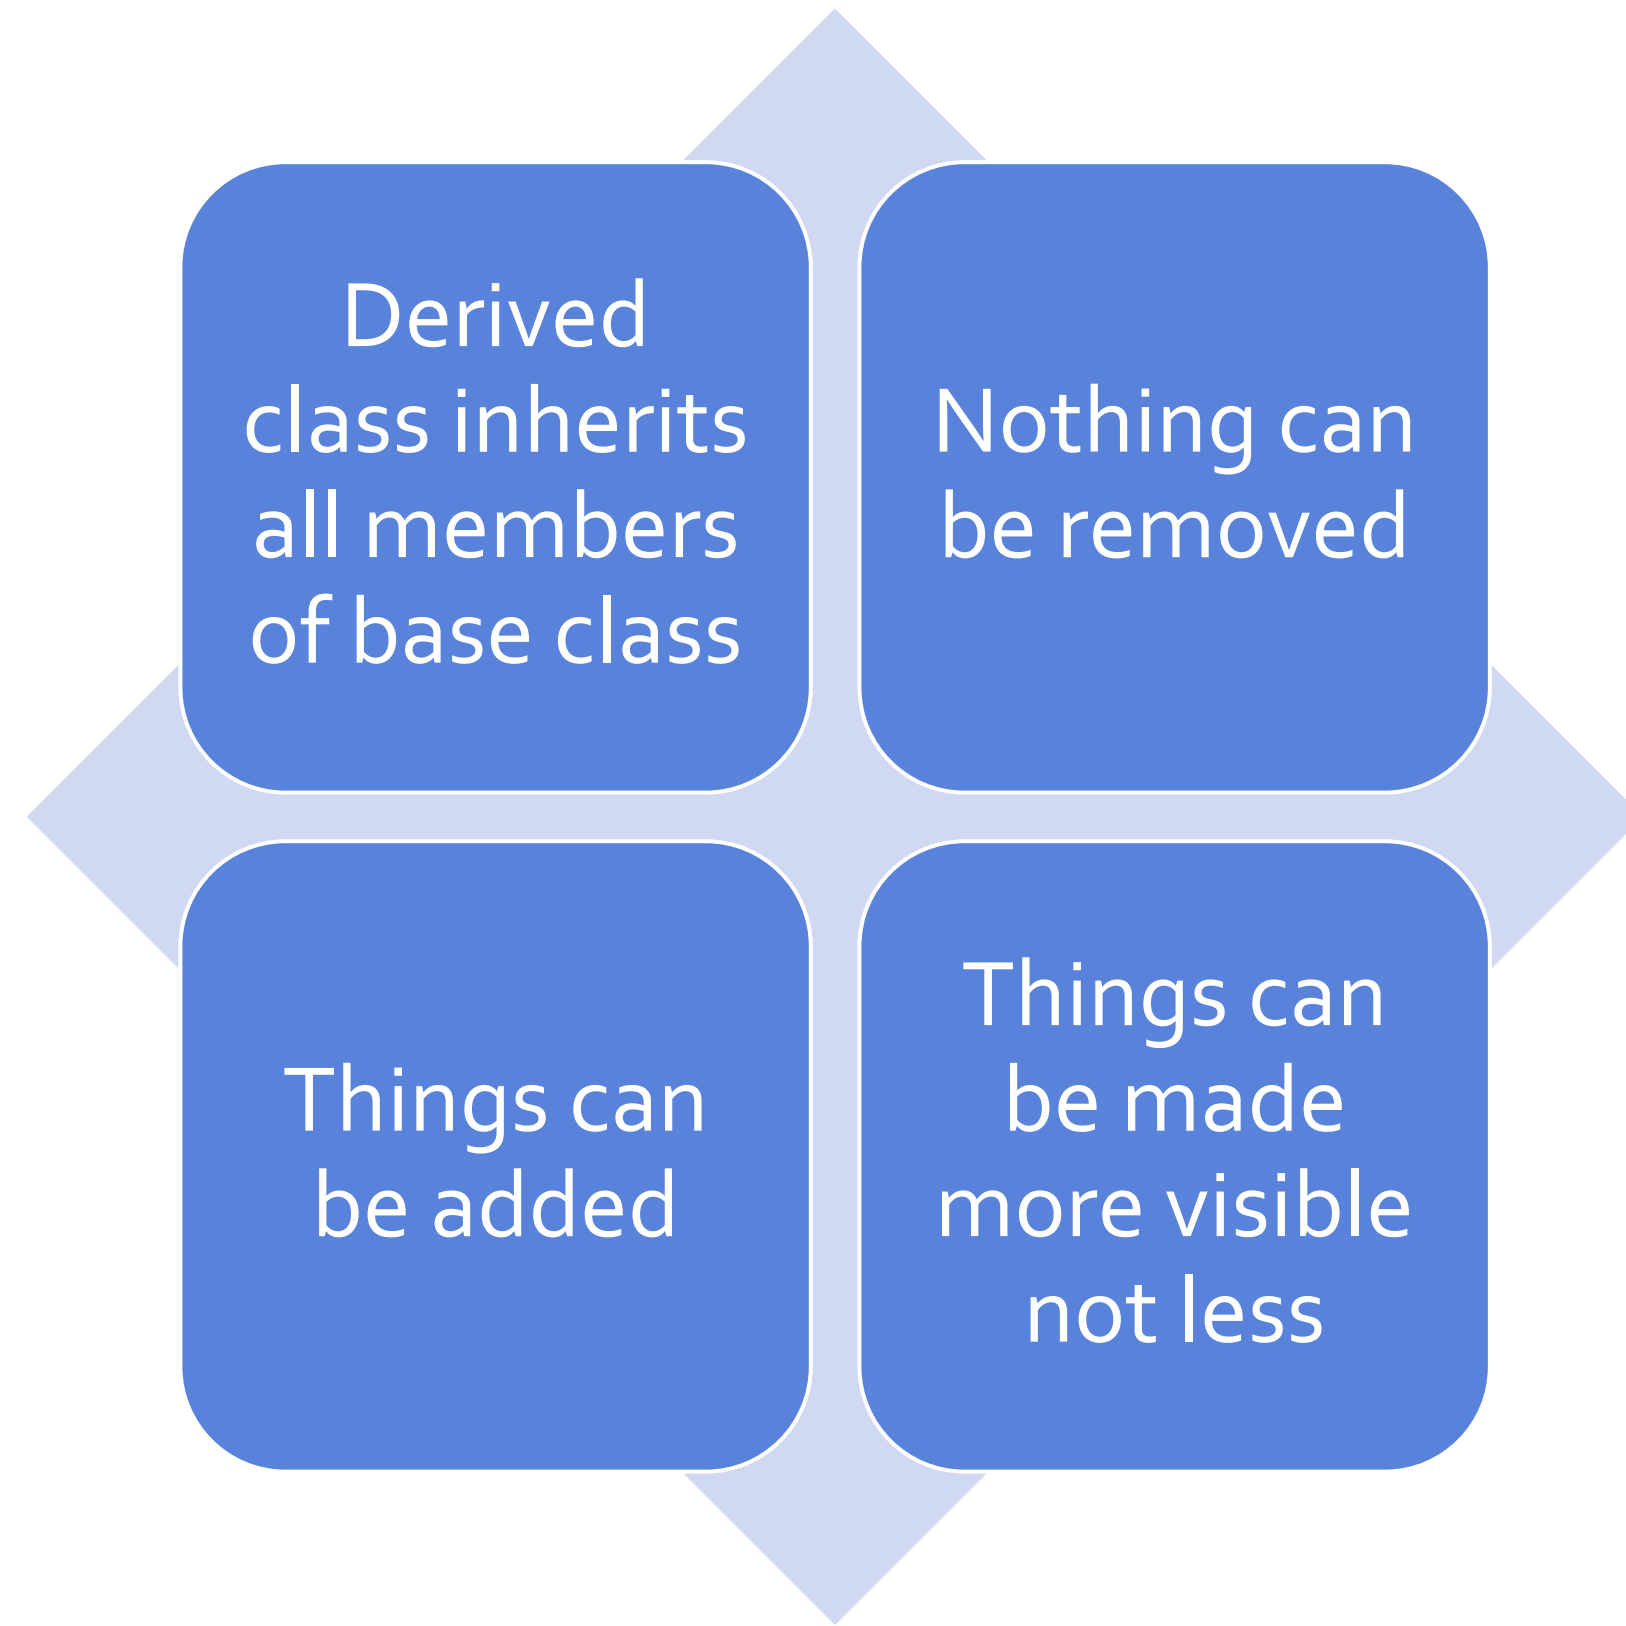 Derived
class inherits
all members
of base class
Nothing can
be removed
Things can
be added
Things can
be made
more visible
not less